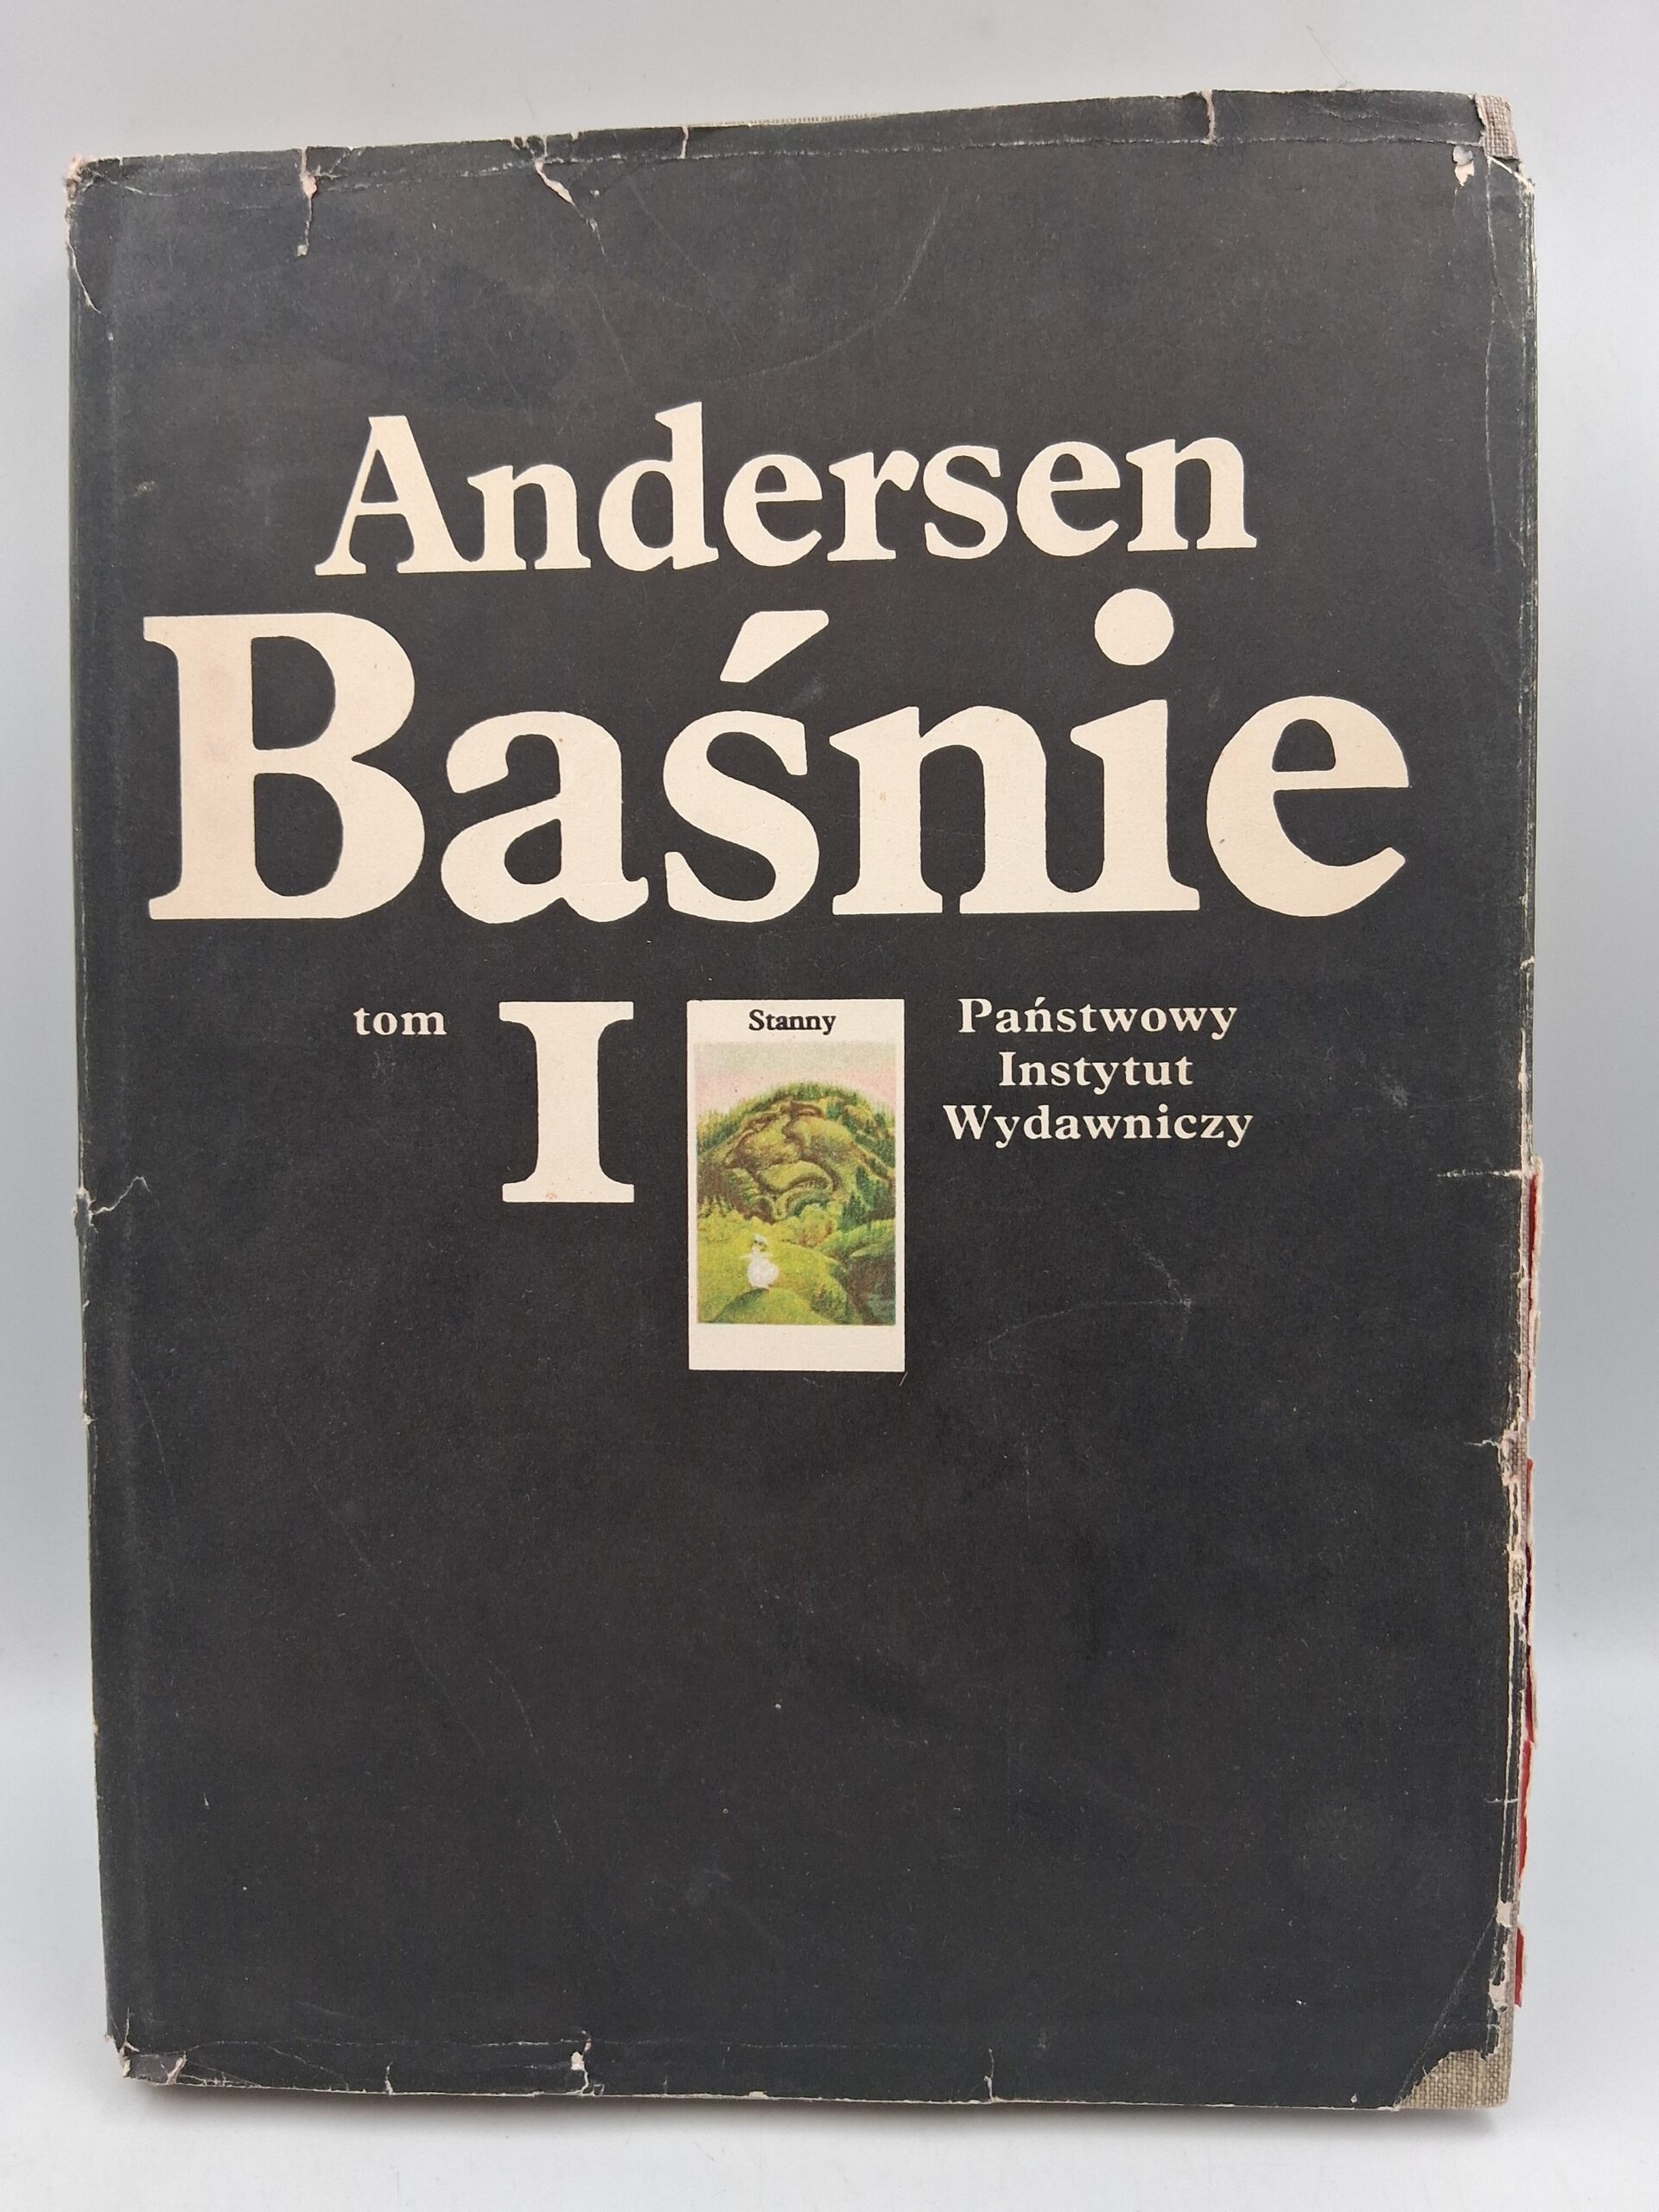 Andersen
Baśnie
tom I
Stanny
Państwowy
Instytut
Wydawniczy